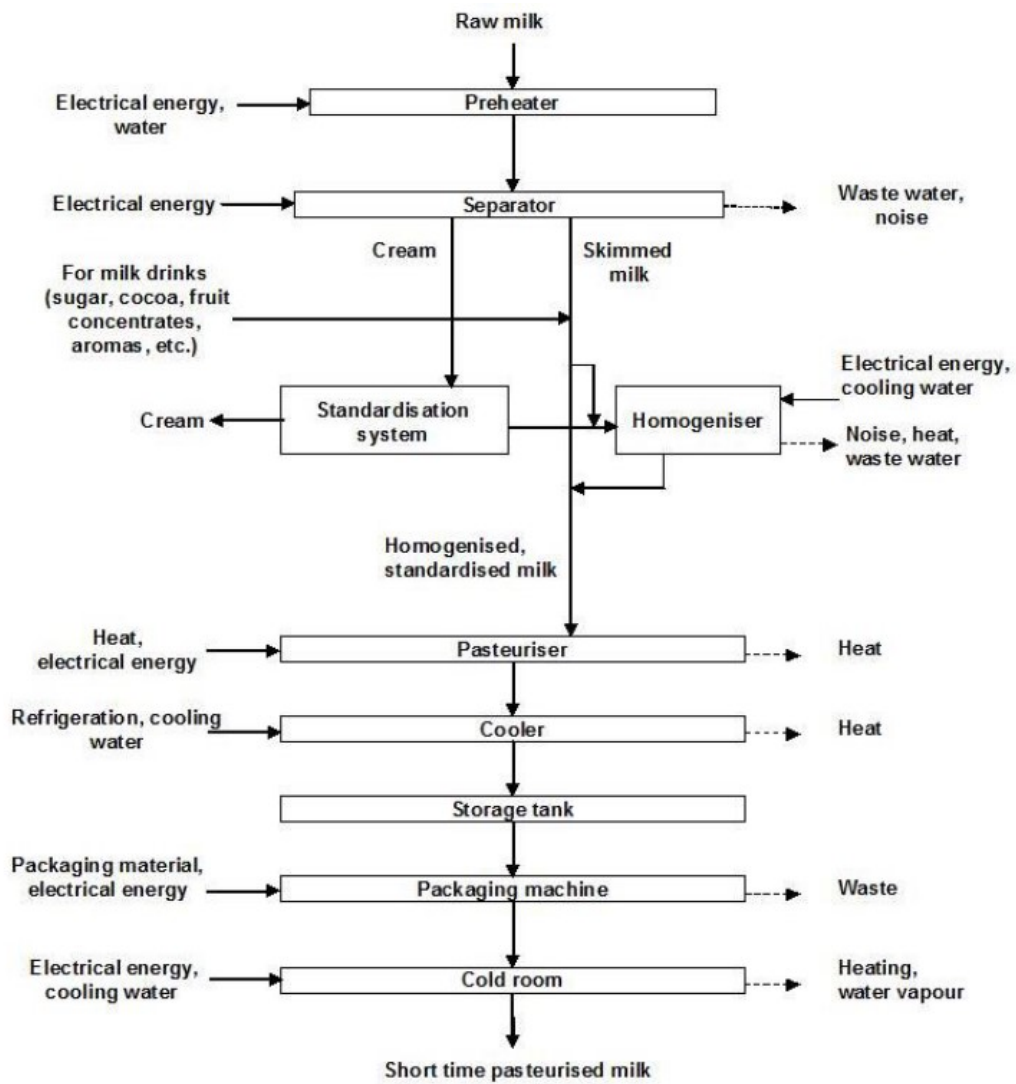 Raw milk
Electrical energy,
water
Preheater
Electrical energy
Separator
Waste water,
noise
Cream
Skimmed
milk
For milk drinks
(sugar, cocoa, fruit
concentrates,
aromas, etc.)
Electrical energy,
cooling water
Cream
Standardisation
system
Homogeniser
Noise, heat,
waste water
Homogenised,
standardised milk
Heat,
electrical energy
Pasteuriser
Heat
Refrigeration, cooling
water
Cooler
Heat
Storage tank
Packaging material,
electrical energy
Packaging machine
Waste
Electrical energy,
cooling water
Cold room
Heating,
water vapour
Short time pasteurised milk